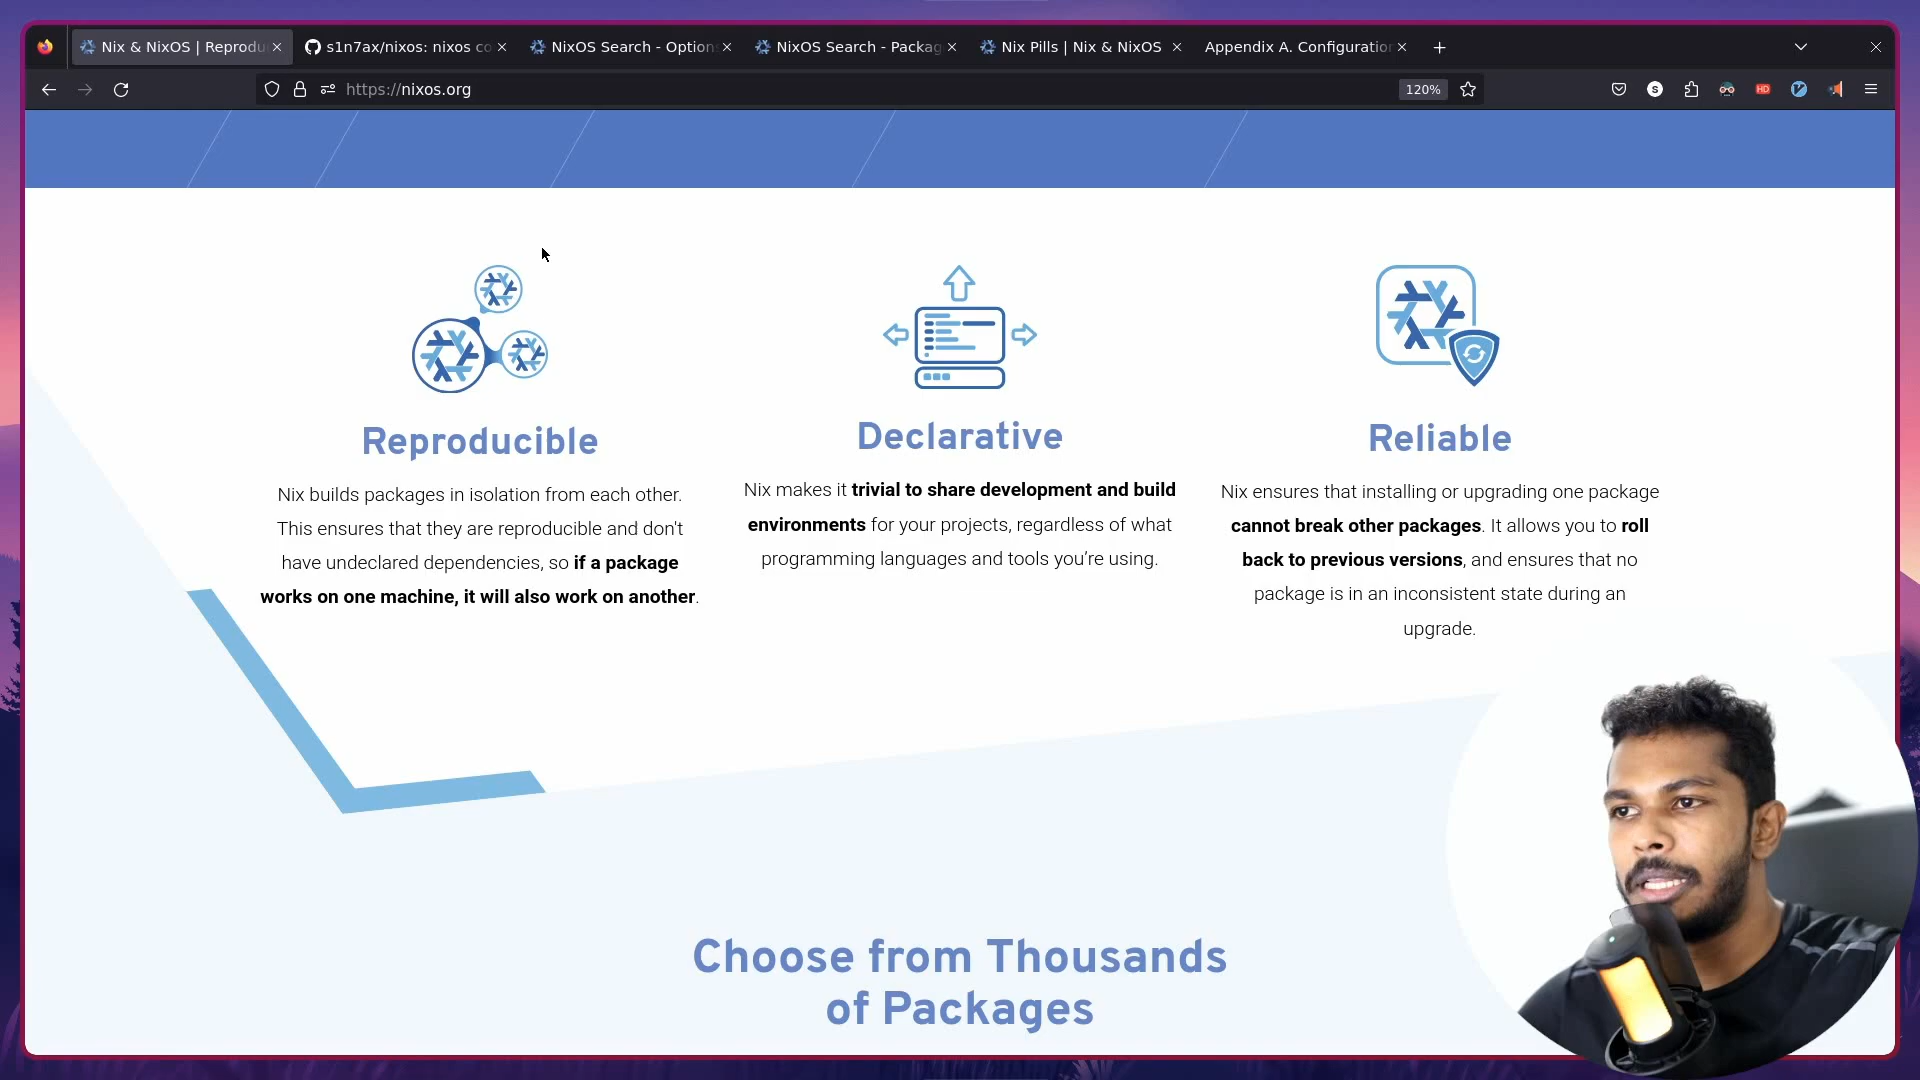 Nix & NixOS | Reprodu
s1n7ax/nixos: nixos co
NixOS Search - Option
NixOS Search - Packag
Nix Pills | Nix & NixOS
Appendix A. Configuration
https://nixos.org
120%
S
HD
Reproducible
Nix builds packages in isolation from each other.
This ensures that they are reproducible and don't
have undeclared dependencies, so if a package
works on one machine, it will also work on another.
Declarative
Nix makes it trivial to share development and build
environments for your projects, regardless of what
programming languages and tools you’re using.
Reliable
Nix ensures that installing or upgrading one package
cannot break other packages. It allows you to roll
back to previous versions, and ensures that no
package is in an inconsistent state during an
upgrade.
Choose from Thousands
of Packages